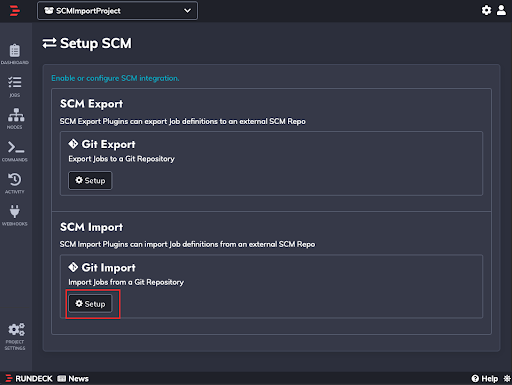 SCMImportProject
Setup SCM
DASHBOARD
JOBS
NODES
COMMANDS
ACTIVITY
WEBHOOKS
PROJECT
SETTINGS
Enable or configure SCM integration.
SCM Export
SCM Export Plugins can export Job definitions to an external SCM Repo
Git Export
Export Jobs to a Git Repository
Setup
SCM Import
SCM Import Plugins can import Job definitions from an external SCM Repo
Git Import
Import Jobs from a Git Repository
Setup
RUNDECK News Help